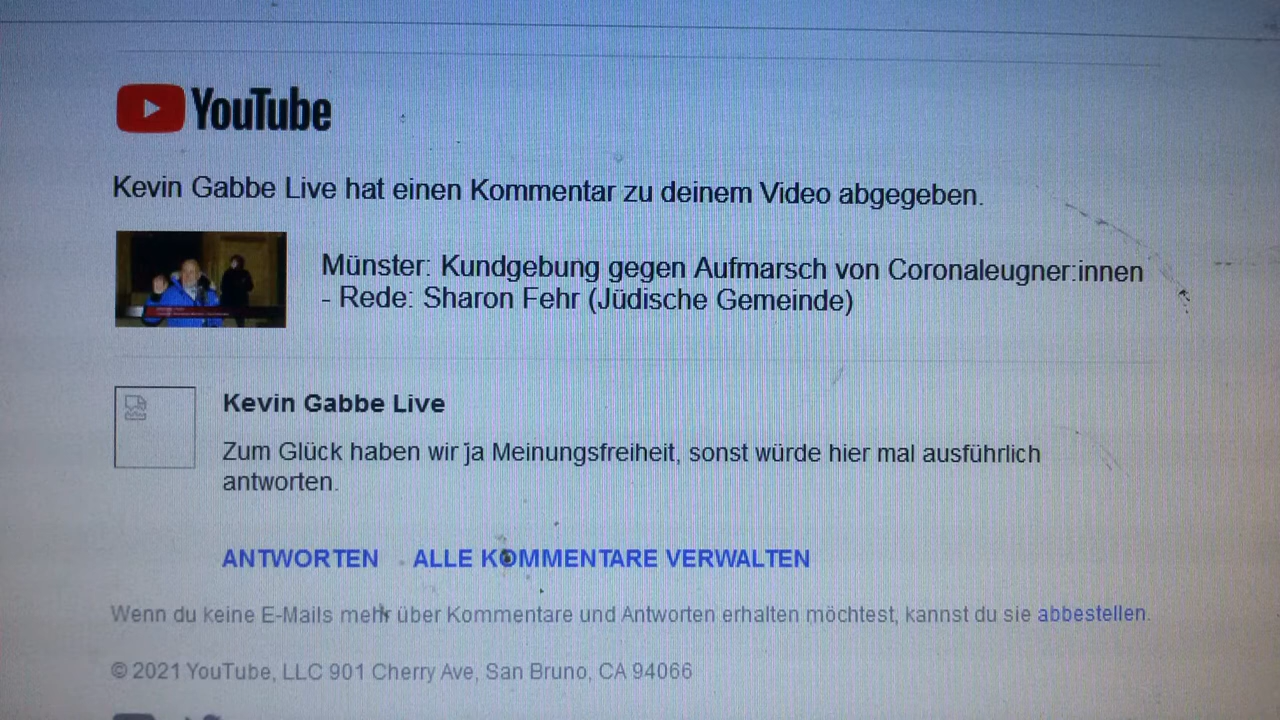 YouTube
Kevin Gabbe Live hat einen Kommentar zu deinem Video abgegeben.
Münster: Kundgebung gegen Aufmarsch von Coronaleugner:innen
- Rede: Sharon Fehr (Jüdische Gemeinde)
Kevin Gabbe Live
Zum Glück haben wir ja Meinungsfreiheit, sonst würde hier mal ausführlich
antworten.
ANTWORTEN · ALLE KOMMENTARE VERWALTEN
Wenn du keine E-Mails mehr über Kommentare und Antworten erhalten möchtest, kannst du sie abbestellen.
© 2021 YouTube, LLC 901 Cherry Ave, San Bruno, CA 94066